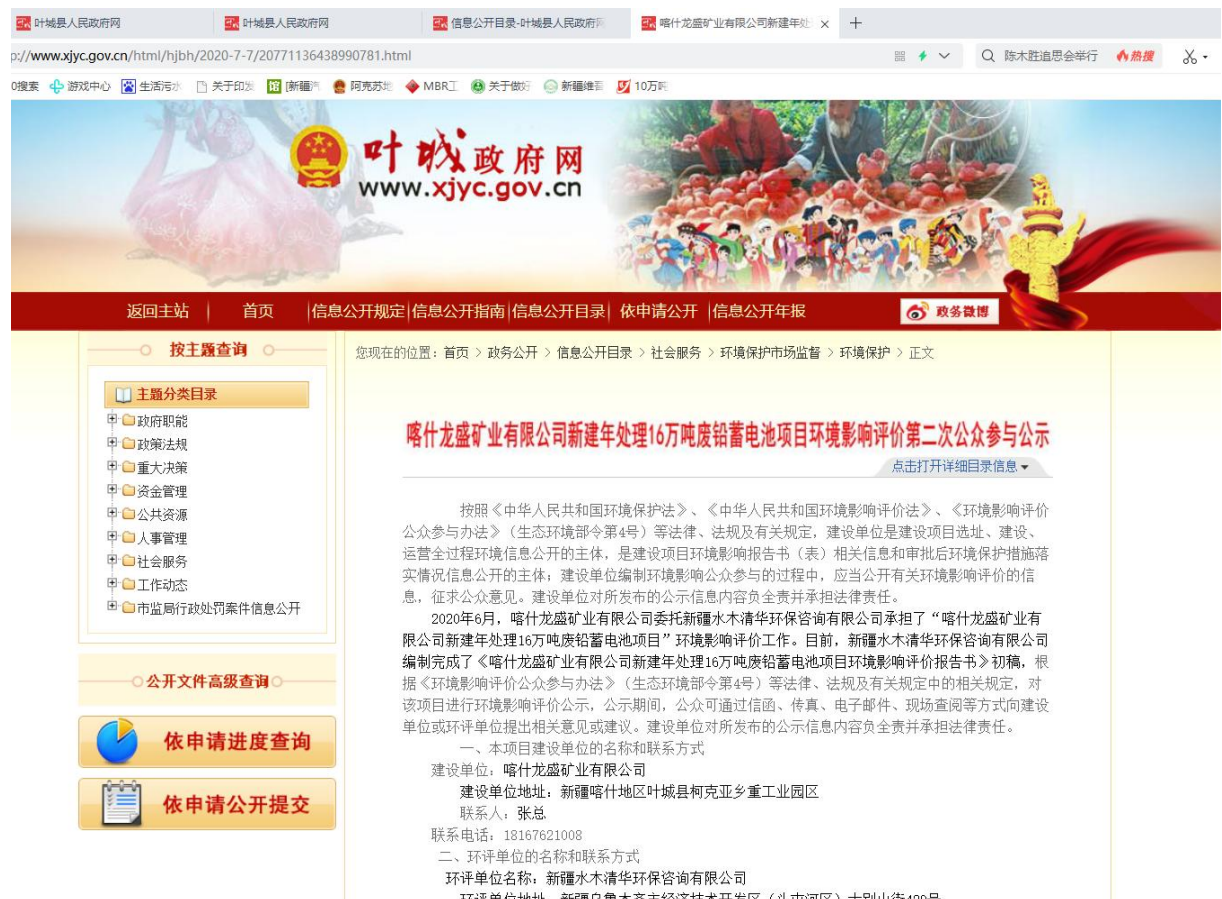 叶城县人民政府网
叶城县人民政府网
信息公开目录-叶城县人民政府
喀什龙盛矿业有限公司新建年处 × +
p://www.xjyc.gov.cn/html/hjbh/2020-7-7/20771136438990781.html
陈木胜追思会举行
热搜
0搜索 游戏中心 生活污水 关于印发 [新疆汽 阿克苏地 MBR工 关于做好 新疆维吾 10万吨
叶城政府网
www.xjyc.gov.cn
返回主站 | 首页 |信息公开规定|信息公开指南|信息公开目录| 依申请公开 |信息公开年报
政务微博
按主题查询
主题分类目录
政府职能
政策法规
重大决策
资金管理
公共资源
人事管理
社会服务
工作动态
市监局行政处罚案件信息公开
公开文件高级查询
依申请进度查询
依申请公开提交
您现在的位置：首页 > 政务公开 > 信息公开目录 > 社会服务 > 环境保护市场监督 > 环境保护 > 正文
喀什龙盛矿业有限公司新建年处理16万吨废铅蓄电池项目环境影响评价第二次公众参与公示
点击打开详细目录信息
按照《中华人民共和国环境保护法》、《中华人民共和国环境影响评价法》、《环境影响评价
公众参与办法》（生态环境部令第4号）等法律、法规及有关规定，建设单位是建设项目选址、建设、
运营全过程环境信息公开的主体，是建设项目环境影响报告书（表）相关信息和审批后环境保护措施落
实情况信息公开的主体；建设单位编制环境影响公众参与的过程中，应当公开有关环境影响评价的信
息，征求公众意见。建设单位对所发布的公示信息内容负全责并承担法律责任。
2020年6月，喀什龙盛矿业有限公司委托新疆水木清华环保咨询有限公司承担了“喀什龙盛矿业有
限公司新建年处理16万吨废铅蓄电池项目”环境影响评价工作。目前，新疆水木清华环保咨询有限公司
编制完成了《喀什龙盛矿业有限公司新建年处理16万吨废铅蓄电池项目环境影响评价报告书》初稿，根
据《环境影响评价公众参与办法》（生态环境部令第4号）等法律、法规及有关规定中的相关规定，对
该项目进行环境影响评价公示，公示期间，公众可通过信函、传真、电子邮件、现场查阅等方式向建设
单位或环评单位提出相关意见或建议。建设单位对所发布的公示信息内容负全责并承担法律责任。
一、本项目建设单位的名称和联系方式
建设单位：喀什龙盛矿业有限公司
建设单位地址：新疆喀什地区叶城县柯克亚乡重工业园区
联系人：张总
联系电话：18167621008
二、环评单位的名称和联系方式
环评单位名称：新疆水木清华环保咨询有限公司
环评单位地址：新疆乌鲁木齐市经济技术开发区（头屯河区）大别山街